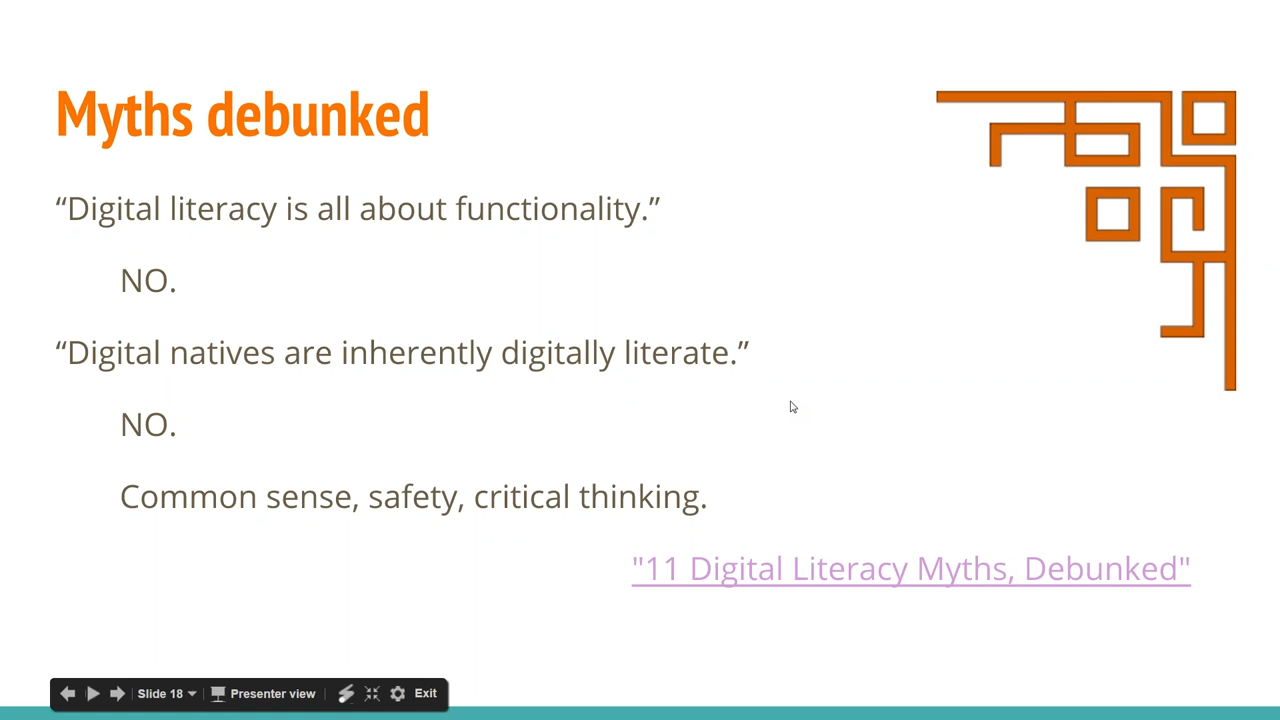 Myths debunked
“Digital literacy is all about functionality.”
NO.
“Digital natives are inherently digitally literate.”
NO.
Common sense, safety, critical thinking.
"11 Digital Literacy Myths, Debunked"
Slide 18 Presenter view Exit